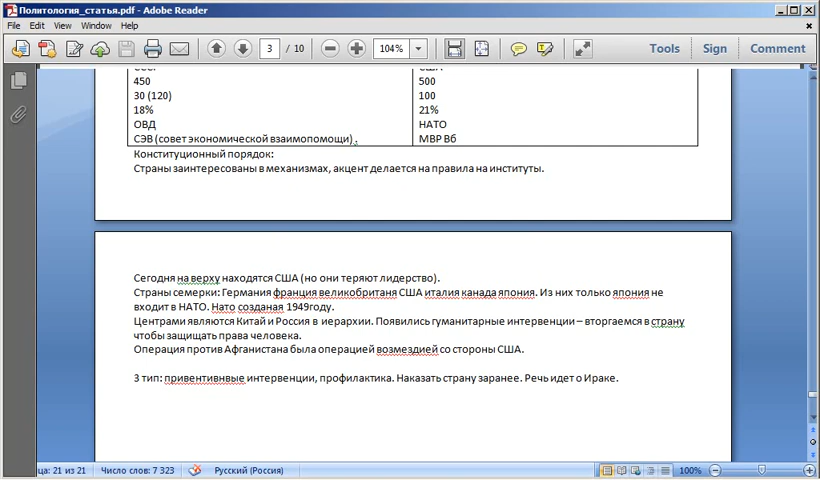 Политология_статья.pdf - Adobe Reader
File Edit View Window Help
3 / 10 104% Tools Sign Comment
450 500
30 (120) 100
18% 21%
ОВД НАТО
СЭВ (совет экономической взаимопомощи) . МВР Вб
Конституционный порядок:
Страны заинтересованы в механизмах, акцент делается на правила на институты.
Сегодня на верху находятся США (но они теряют лидерство).
Страны семерки: Германия франция великобританя США италия канада япония. Из них только япония не
входит в НАТО. Нато созданая 1949году.
Центрами являются Китай и Россия в иерархии. Появились гуманитарные интервенции – вторгаемся в страну
чтобы защищать права человека.
Операция против Афганистана была операцией возмездией со стороны США.
3 тип: привентивнвые интервенции, профилактика. Наказать страну заранее. Речь идет о Ираке.
ца: 21 из 21 Число слов: 7 323 Русский (Россия) 100%